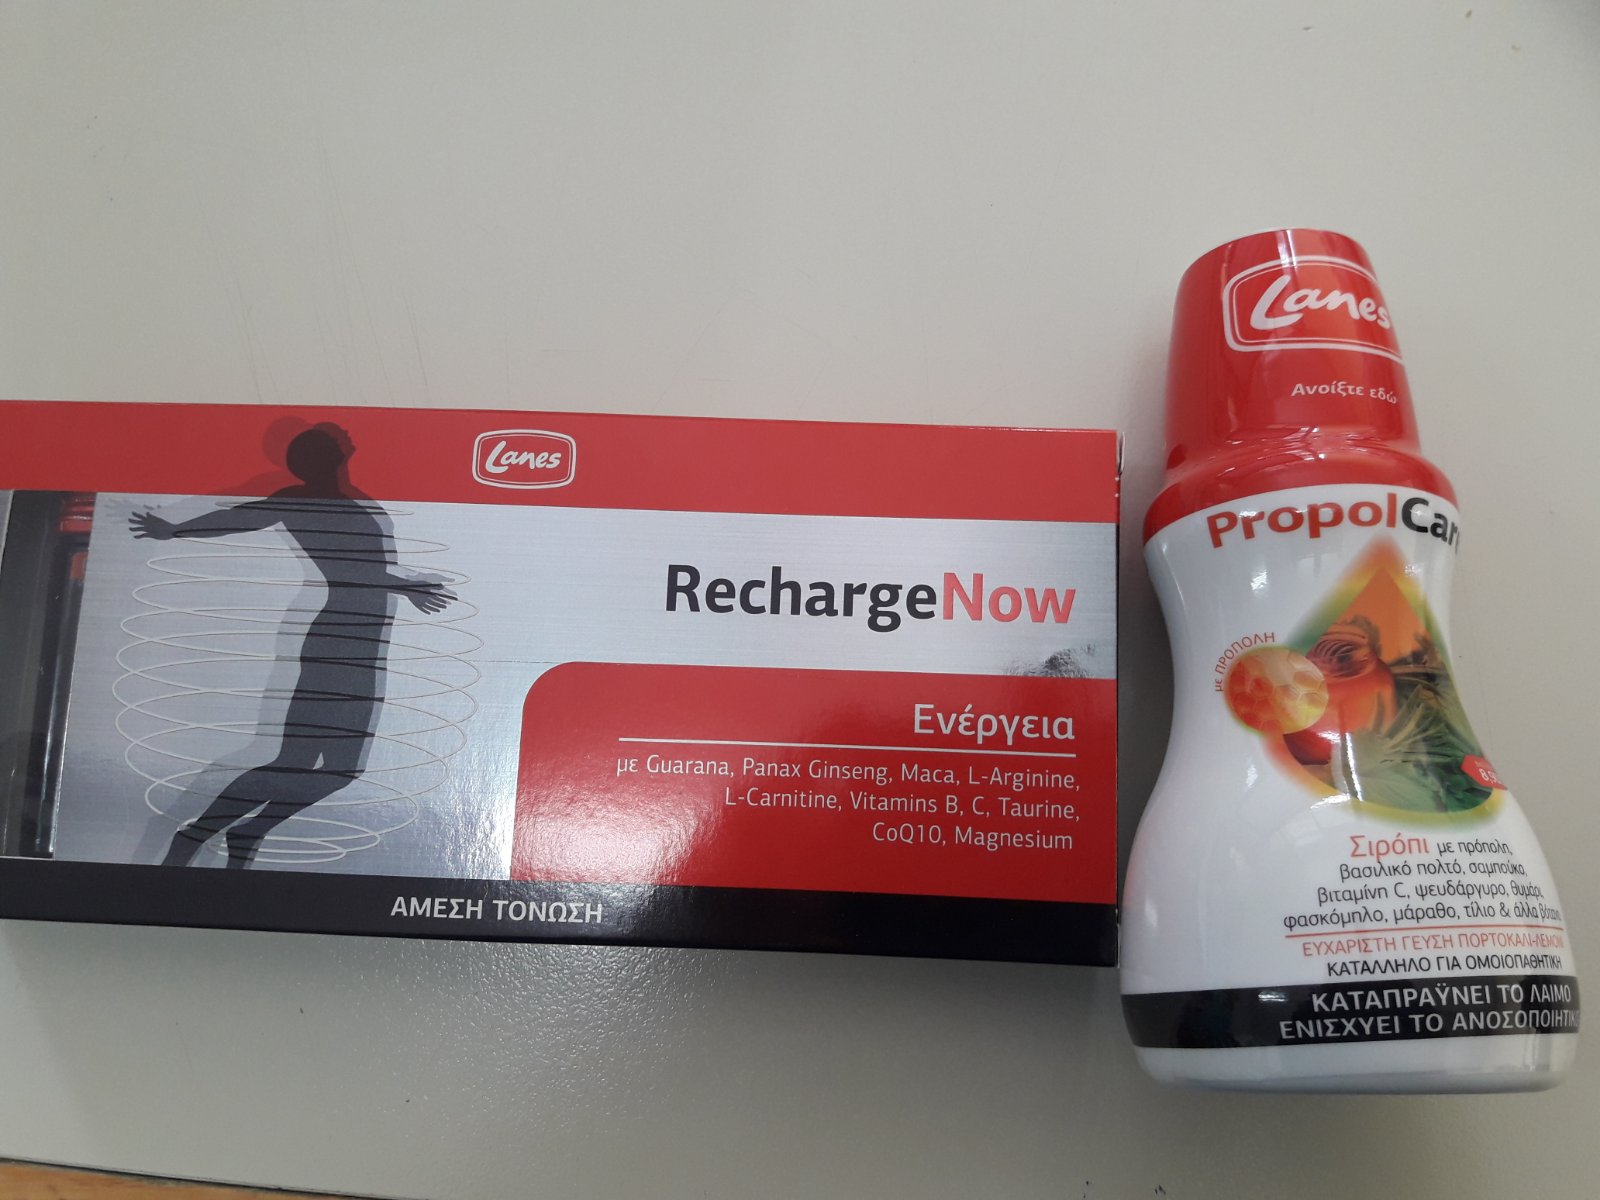 Lanes
RechargeNow
Ενέργεια
με Guarana, Panax Ginseng, Maca, L-Arginine,
L-Carnitine, Vitamins B, C, Taurine,
CoQ10, Magnesium
ΑΜΕΣΗ ΤΟΝΩΣΗ
Lanes
Ανοίξτε εδώ
PropolCare
με ΠΡΟΠΟΛΗ
Σιρόπι με πρόπολη,
βασιλικό πολτό, σαμπούκο,
βιταμίνη C, ψευδάργυρο, θυμάρι,
φασκόμηλο, μάραθο, τίλιο & άλλα βότανα
ΕΥΧΑΡΙΣΤΗ ΓΕΥΣΗ ΠΟΡΤΟΚΑΛΙ-ΛΕΜΟΝΙ
ΚΑΤΑΛΛΗΛΟ ΓΙΑ ΟΜΟΙΟΠΑΘΗΤΙΚΗ
ΚΑΤΑΠΡΑΫΝΕΙ ΤΟ ΛΑΙΜΟ
ΕΝΙΣΧΥΕΙ ΤΟ ΑΝΟΣΟΠΟΙΗΤΙΚΟ